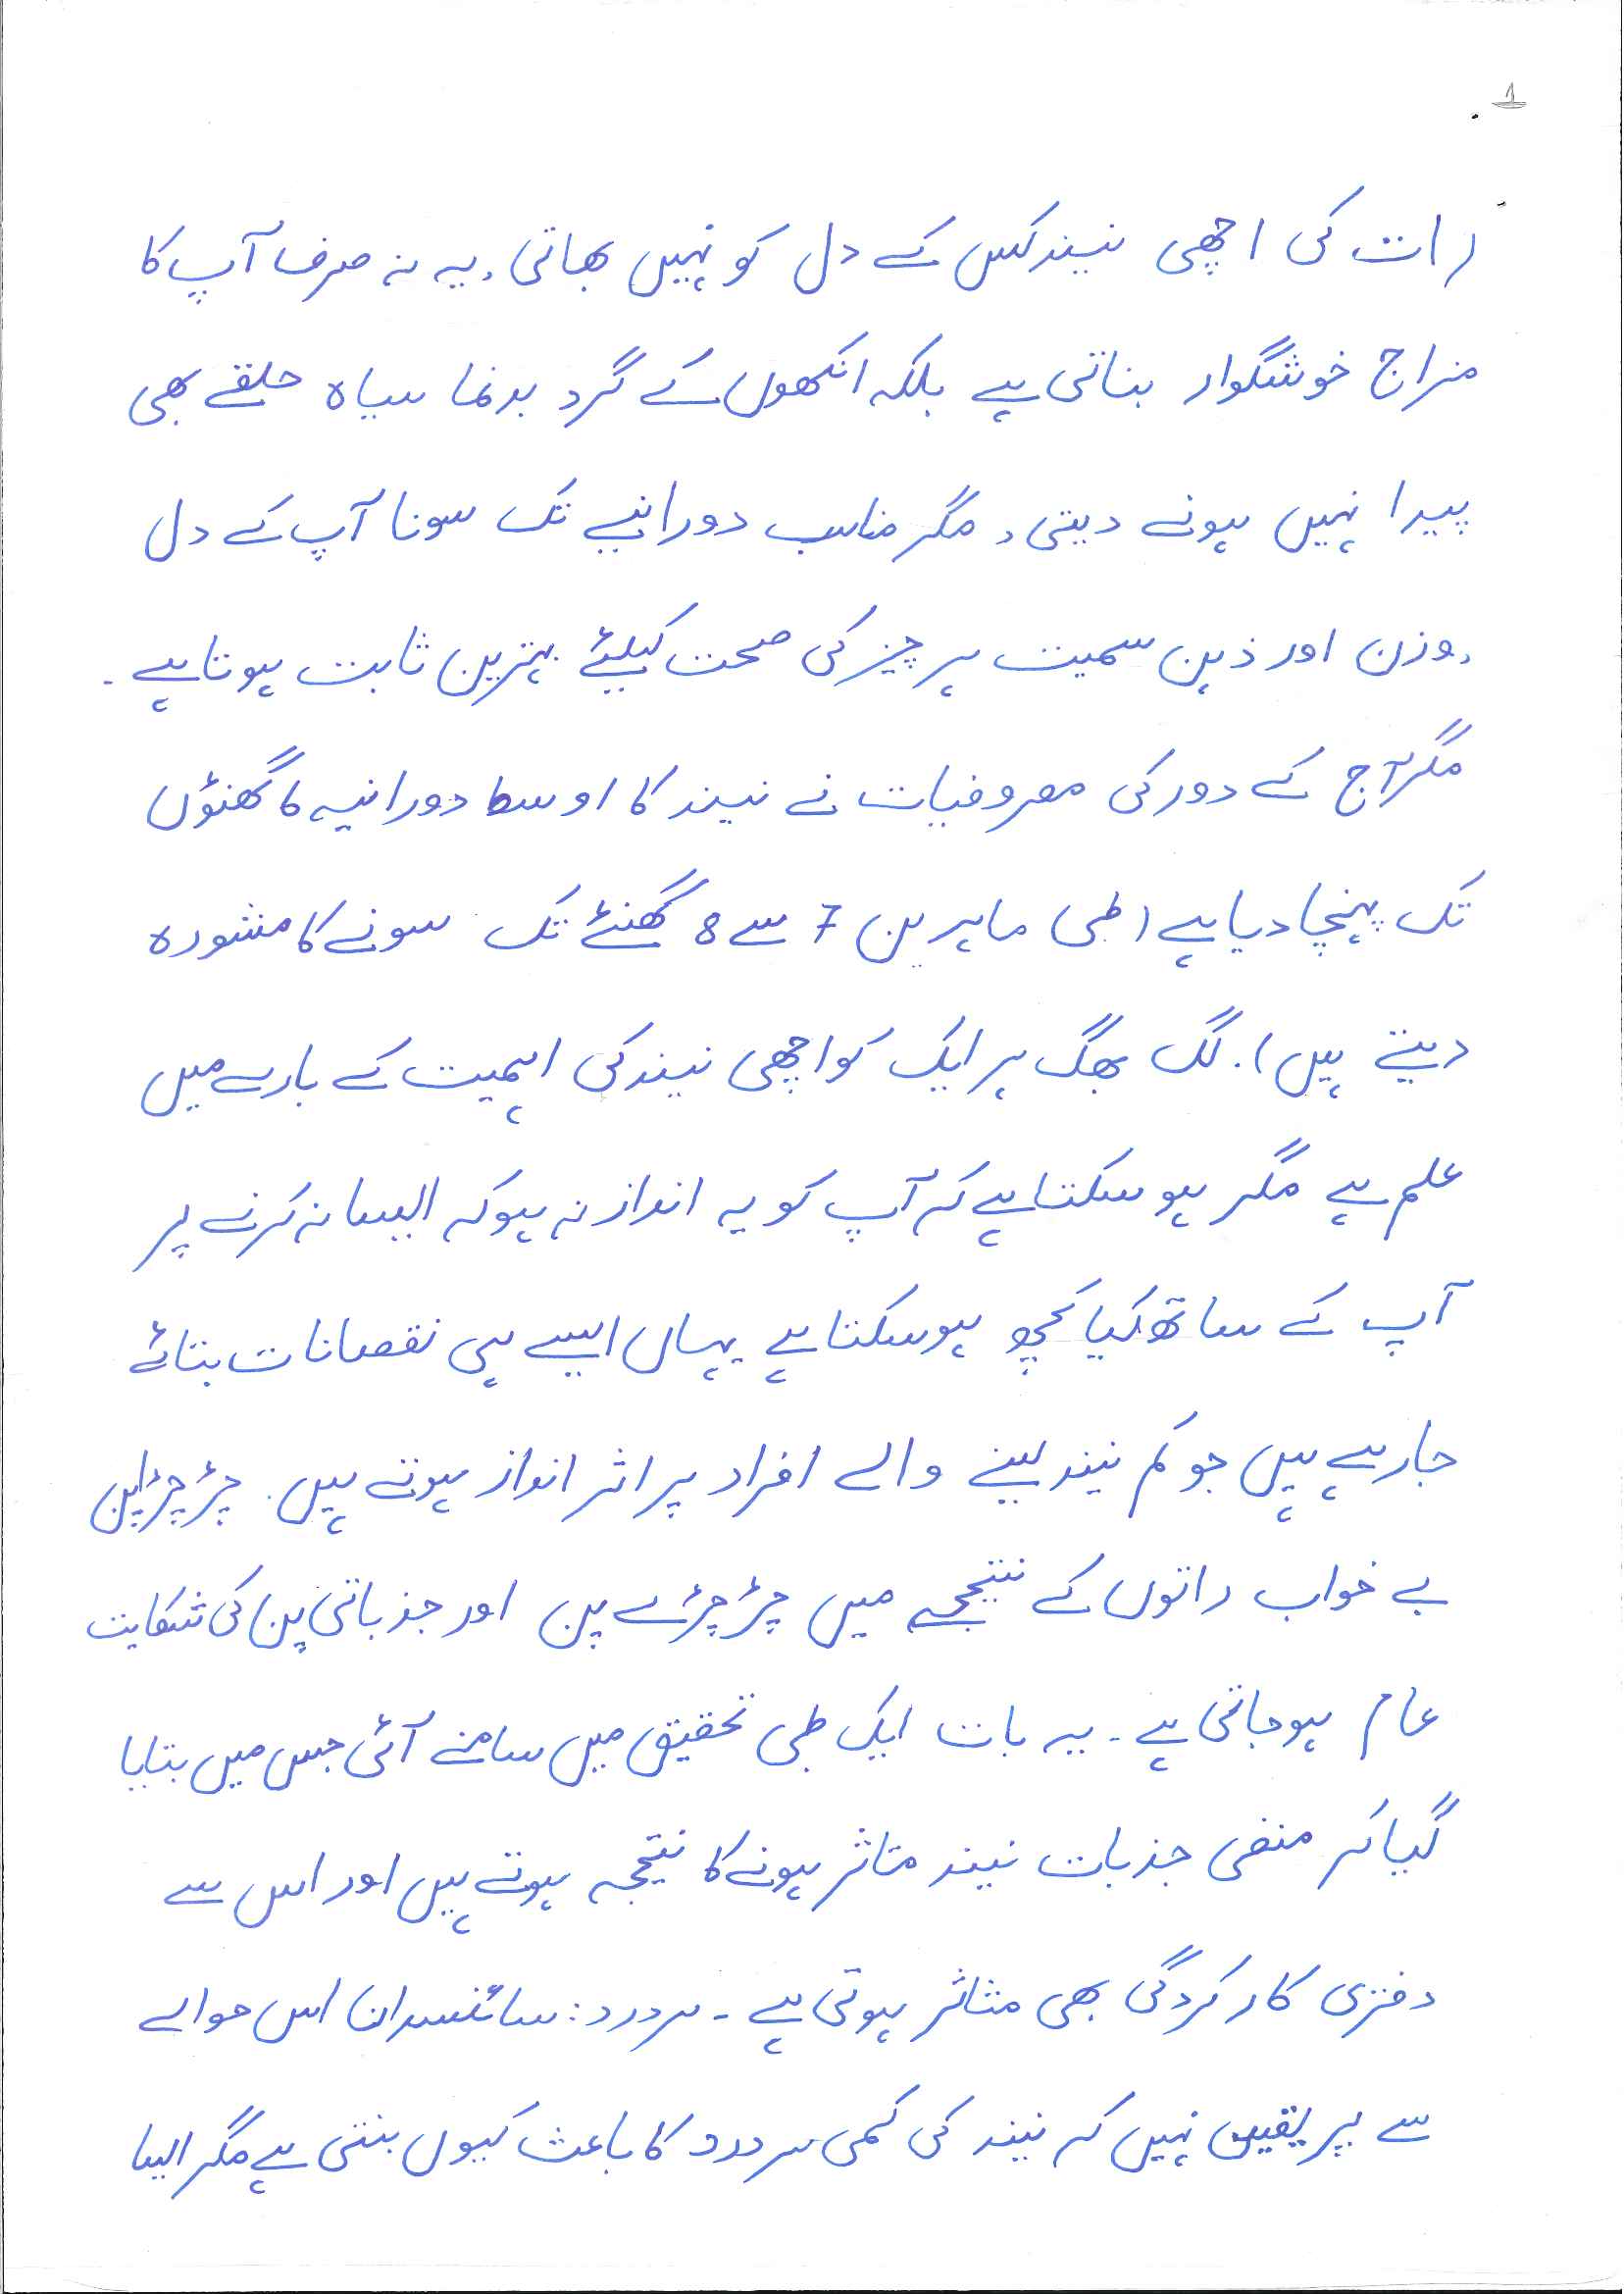 رات کی اچھی نیند کس کے دل کو نہیں بھاتی، یہ نہ صرف آپ کا
مزاج خوشگوار بناتی ہے بلکہ انکھوں کے گرد بدنما سیاہ حلقے بھی
پیدا نہیں ہونے دیتی، مگر مناسب دورانیے تک سونا آپ کے دل
،وزن اور ذہن سمیت ہر چیز کی صحت کیلئے بہترین ثابت ہوتا ہے۔
مگر آج کے دور کی مصروفیات نے نیند کا اوسط دورانیہ 6 گھنٹوں
تک پہنچا دیا ہے (طبی ماہرین 7 سے 8 گھنٹے تک سونے کا مشورہ
دیتے ہیں)۔ لگ بھگ ہر ایک کو اچھی نیند کی اہمیت کے بارے میں
علم ہے مگر ہو سکتا ہے کہ آپ کو یہ انداز نہ ہو کہ ایسا نہ کرنے پر
آپ کے ساتھ کیا کچھ ہو سکتا ہے یہاں ایسے ہی نقصانات بتائے
جا رہے ہیں جو کم نیند لینے والے افراد پر اثر انداز ہوتے ہیں۔ چڑچڑاپن
بے خواب راتوں کے نتیجے میں چڑچڑے پن اور جذباتی پن کی شکایت
عام ہو جاتی ہے۔ یہ بات ایک طبی تحقیق میں سامنے آئی جس میں بتایا
گیا کہ منفی جذبات نیند متاثر ہونے کا نتیجہ ہوتے ہیں اور اس سے
دفتری کارکردگی بھی متاثر ہوتی ہے۔ سردرد: سائنسدان اس حوالے
سے پر یقین نہیں کہ نیند کی کمی سردرد کا باعث کیوں بنتی ہے مگر ایسا